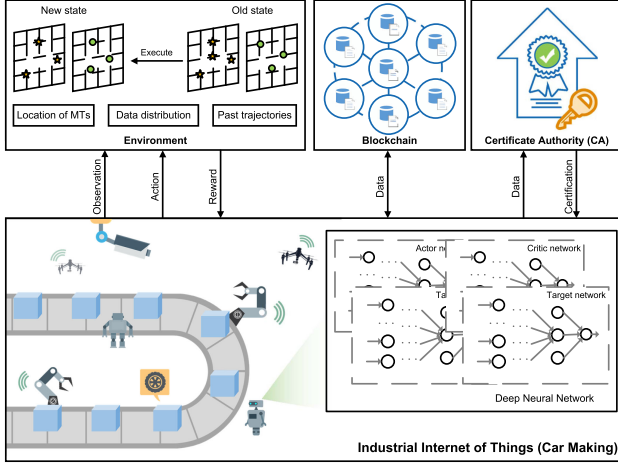 New state
Old state
Execute
Location of MTs
Data distribution
Past trajectories
Environment
Blockchain
Certificate Authority (CA)
Observation
Action
Reward
Data
Data
Certification
Actor
Critic network
Target network
Deep Neural Network
Industrial Internet of Things (Car Making)